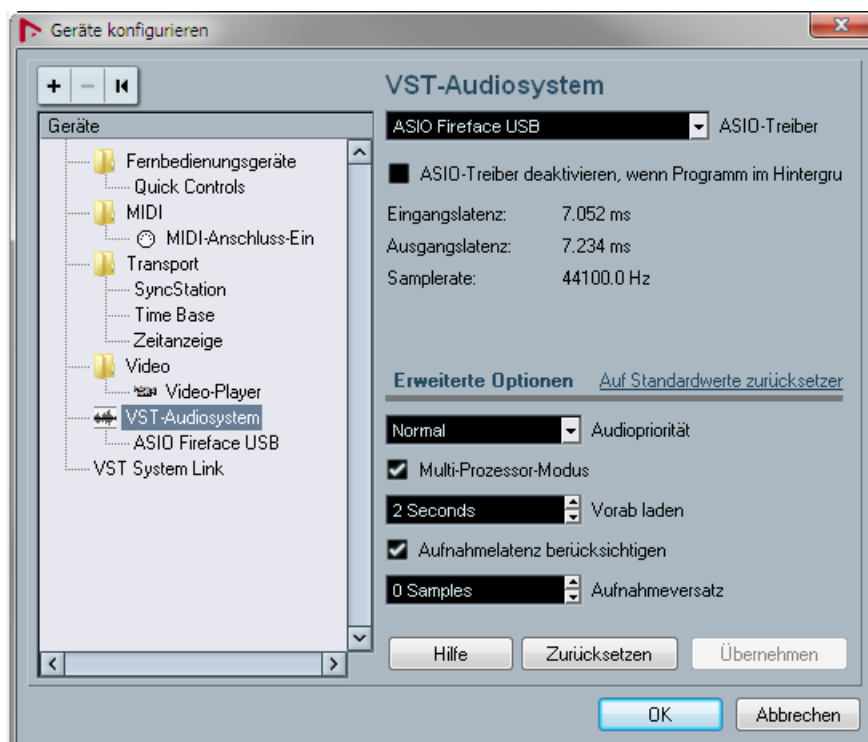 Geräte konfigurieren
VST-Audiosystem
Geräte
ASIO Fireface USB
ASIO-Treiber
Fernbedienungsgeräte
Quick Controls
MIDI
MIDI-Anschluss-Ein
Transport
SyncStation
Time Base
Zeitanzeige
Video
Video-Player
VST-Audiosystem
ASIO Fireface USB
VST System Link
ASIO-Treiber deaktivieren, wenn Programm im Hintergru
Eingangslatenz: 7.052 ms
Ausgangslatenz: 7.234 ms
Samplerate: 44100.0 Hz
Erweiterte Optionen
Auf Standardwerte zurücksetzer
Normal
Audiopriorität
Multi-Prozessor-Modus
2 Seconds
Vorab laden
Aufnahmelatenz berücksichtigen
0 Samples
Aufnahmeversatz
Hilfe
Zurücksetzen
Übernehmen
OK
Abbrechen